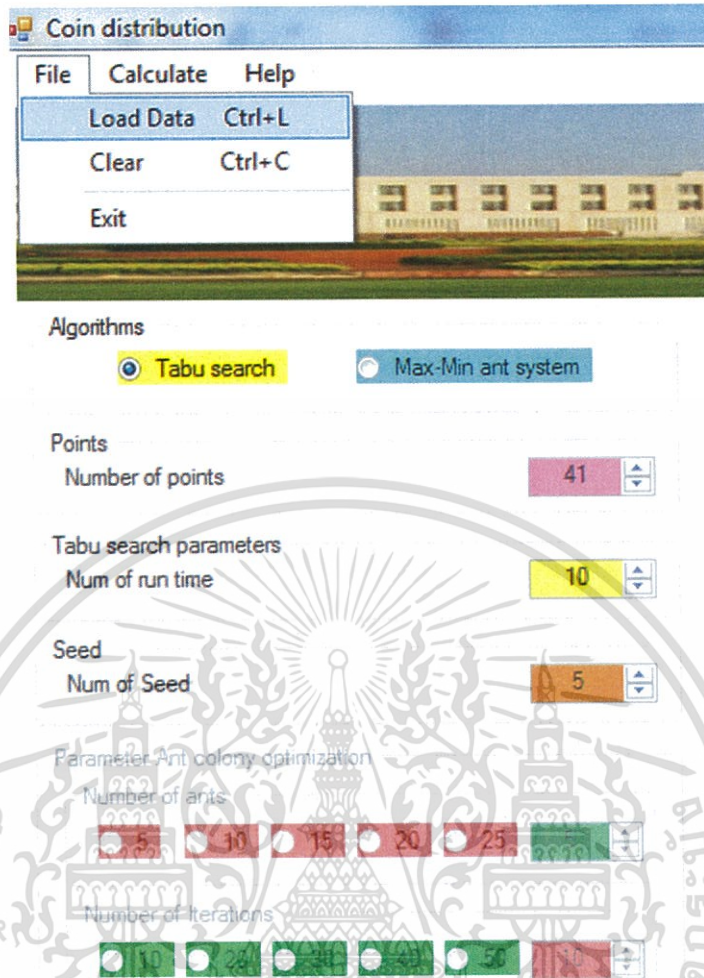 Coin distribution
File Calculate Help
Load Data Ctrl+L
Clear Ctrl+C
Exit
Algorithms
Tabu search Max-Min ant system
Points
Number of points 41
Tabu search parameters
Num of run time 10
Seed
Num of Seed 5
Parameter Ant colony optimization
Number of ants
5 10 15 20 25
Number of Iterations
10 50